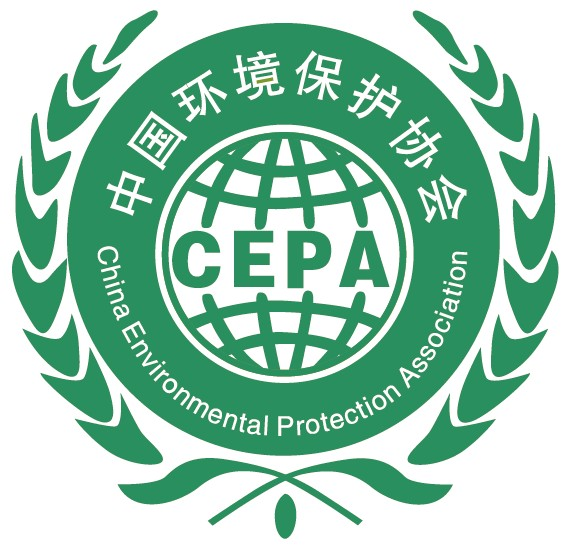 中国环境保护协会
CEPA
China Environmental Protection Association